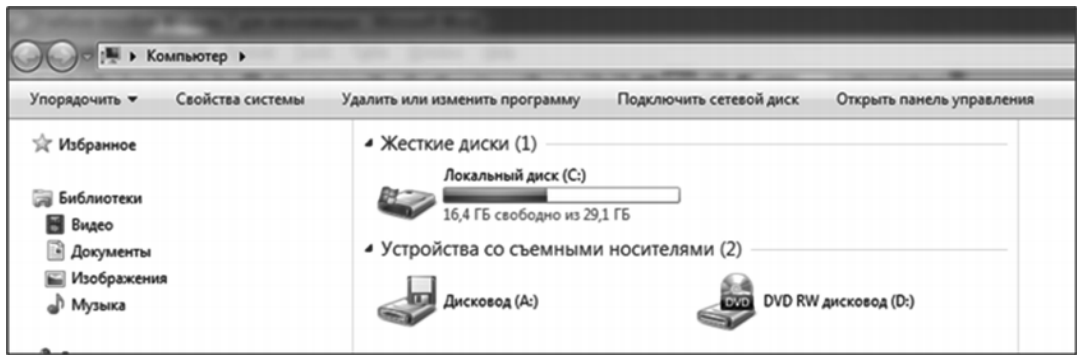 Компьютер
Упорядочить Свойства системы Удалить или изменить программу Подключить сетевой диск Открыть панель управления
Избранное
Библиотеки
Видео
Документы
Изображения
Музыка
Жесткие диски (1)
Локальный диск (C:)
16,4 ГБ свободно из 29,1 ГБ
Устройства со съемными носителями (2)
Дисковод (A:)
DVD RW дисковод (D:)
DVD